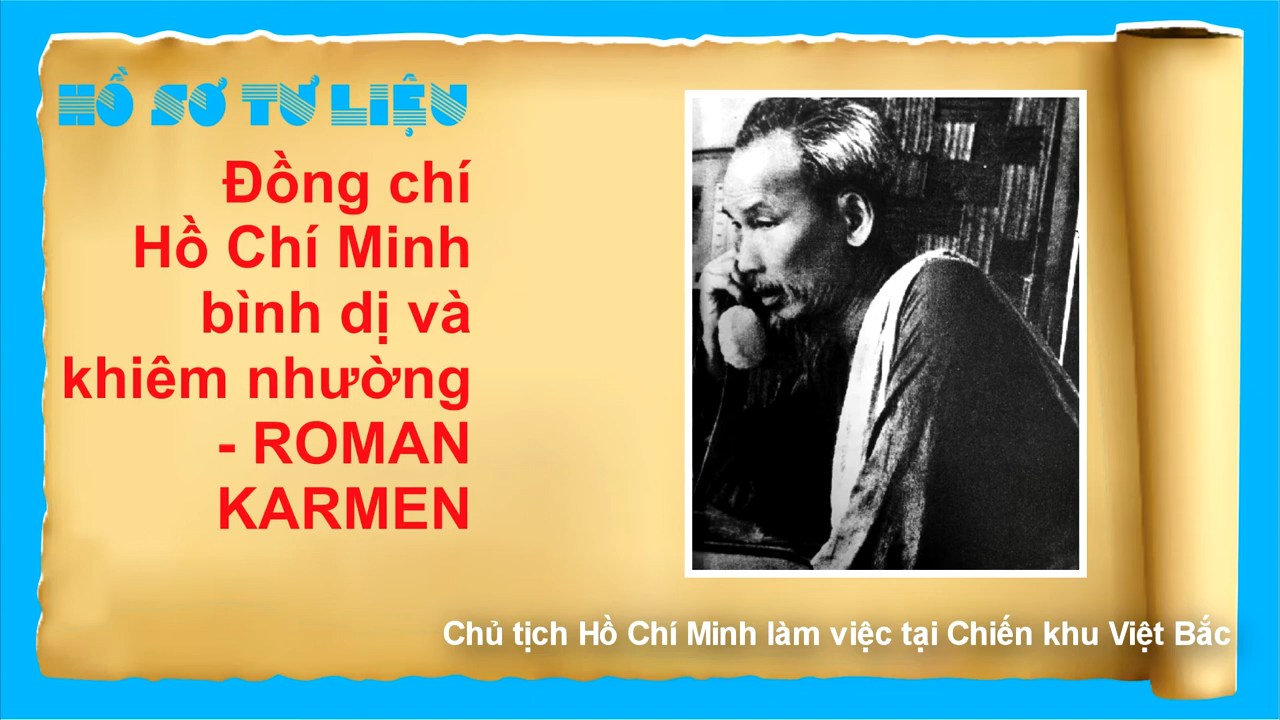 HỒ SƠ TƯ LIỆU
Đồng chí
Hồ Chí Minh
bình dị và
khiêm nhường
- ROMAN
KARMEN
Chủ tịch Hồ Chí Minh làm việc tại Chiến khu Việt Bắc